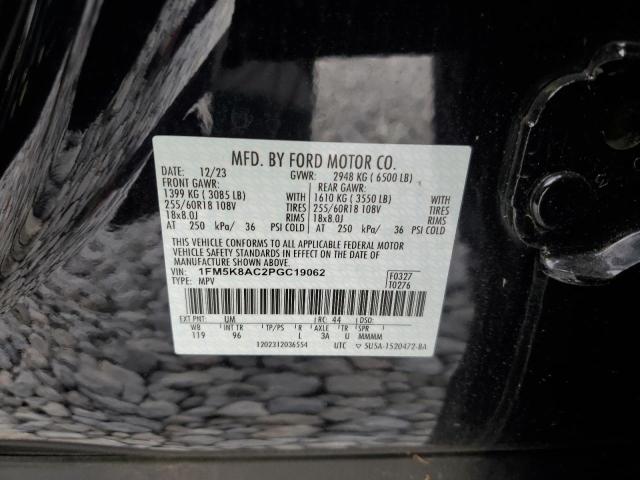 MFD. BY FORD MOTOR CO.
DATE: 12/23 GVWR: 2948 KG ( 6500 LB)
FRONT GAWR: REAR GAWR:
1399 KG ( 3085 LB) 1610 KG ( 3550 LB)
255/60R18 108V TIRES 255/60R18 108V TIRES
18x8.0J RIMS 18x8.0J RIMS
AT 250 kPa/ 36 PSI COLD AT 250 kPa/ 36 PSI COLD
THIS VEHICLE CONFORMS TO ALL APPLICABLE FEDERAL MOTOR
VEHICLE SAFETY STANDARDS IN EFFECT ON THE DATE OF
MANUFACTURE SHOWN ABOVE.
VIN: 1FM5K8AC2PGC19062 F0327
TYPE: MPV T0276
EXT PNT: UM RC: 44 DSO:
WB INT TR TP/PS R AXLE TR SPR
119 96 L 3A U MMMM
1202312036554 UTC ▽ 5U5A-1520472-BA